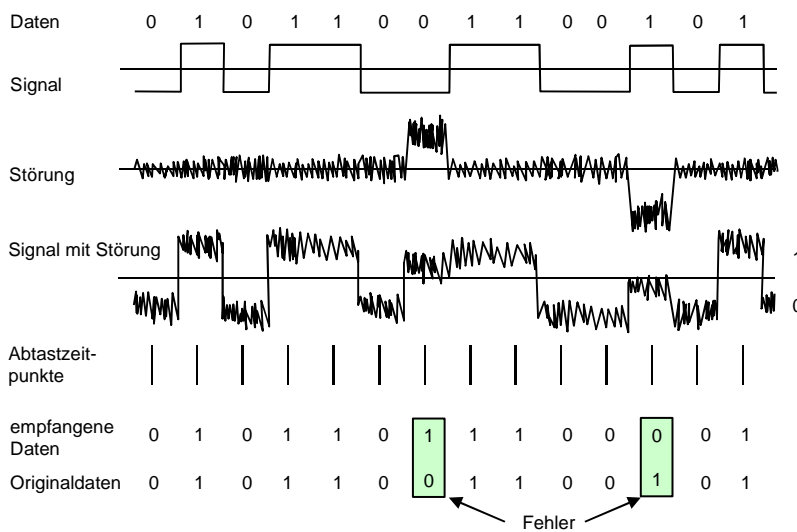 Daten 0 1 0 1 1 0 0 1 1 0 0 1 0 1
Signal
Störung
Signal mit Störung 1
0
Abtastzeit-
punkte
empfangene
Daten 0 1 0 1 1 0 1 1 1 0 0 0 0 1
Originaldaten 0 1 0 1 1 0 0 1 1 0 0 1 0 1
Fehler